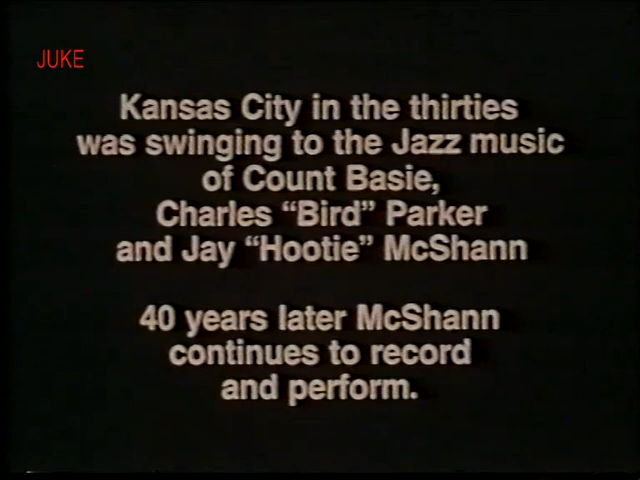 JUKE
Kansas City in the thirties
was swinging to the Jazz music
of Count Basie,
Charles “Bird” Parker
and Jay “Hootie” McShann
40 years later McShann
continues to record
and perform.